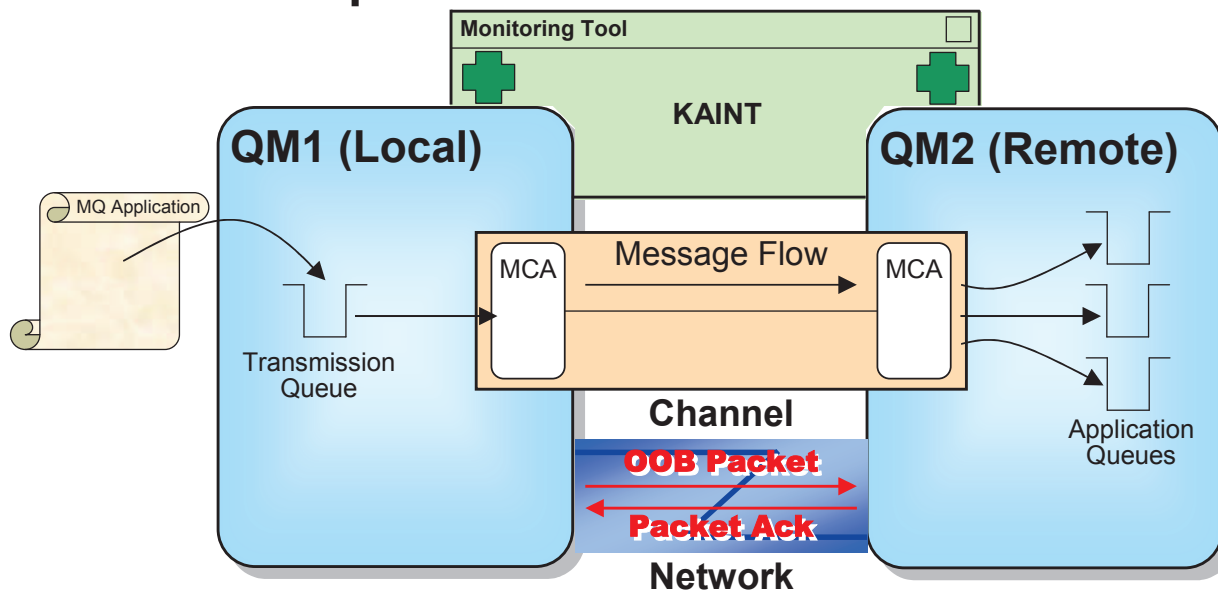 Monitoring Tool
KAINT
QM1 (Local)
QM2 (Remote)
MQ Application
MCA
Message Flow
MCA
Transmission
Queue
Channel
Application
Queues
OOB Packet
Packet Ack
Network